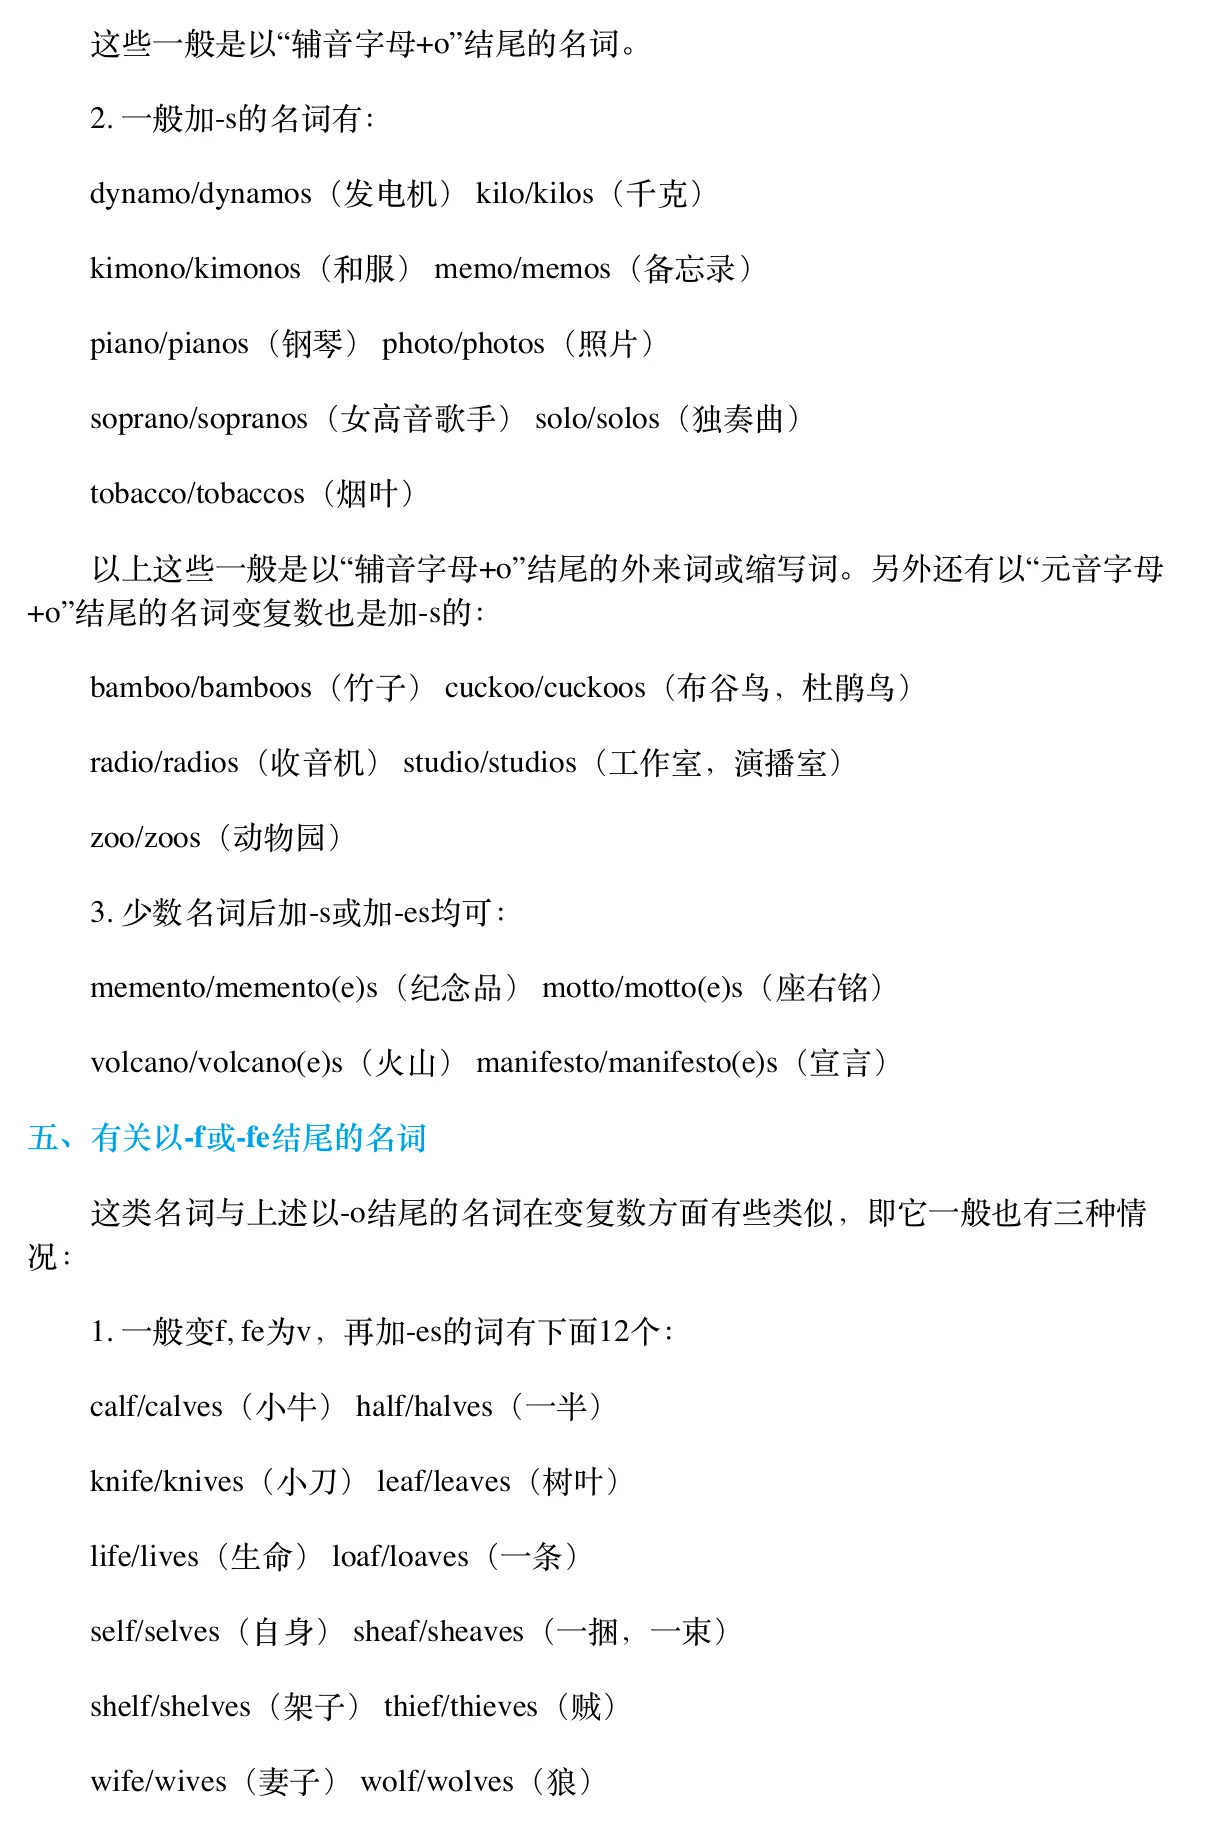 这些一般是以“辅音字母+o”结尾的名词。
2. 一般加-s的名词有：
dynamo/dynamos（发电机） kilo/kilos（千克）
kimono/kimonos（和服） memo/memos（备忘录）
piano/pianos（钢琴） photo/photos（照片）
soprano/sopranos（女高音歌手） solo/solos（独奏曲）
tobacco/tobaccos（烟叶）
以上这些一般是以“辅音字母+o”结尾的外来词或缩写词。另外还有以“元音字母
+o”结尾的名词变复数也是加-s的：
bamboo/bamboos（竹子） cuckoo/cuckoos（布谷鸟，杜鹃鸟）
radio/radios（收音机） studio/studios（工作室，演播室）
zoo/zoos（动物园）
3. 少数名词后加-s或加-es均可：
memento/memento(e)s（纪念品） motto/motto(e)s（座右铭）
volcano/volcano(e)s（火山） manifesto/manifesto(e)s（宣言）
五、有关以-f或-fe结尾的名词
这类名词与上述以-o结尾的名词在变复数方面有些类似，即它一般也有三种情
况：
1. 一般变f, fe为v，再加-es的词有下面12个：
calf/calves（小牛） half/halves（一半）
knife/knives（小刀） leaf/leaves（树叶）
life/lives（生命） loaf/loaves（一条）
self/selves（自身） sheaf/sheaves（一捆，一束）
shelf/shelves（架子） thief/thieves（贼）
wife/wives（妻子） wolf/wolves（狼）